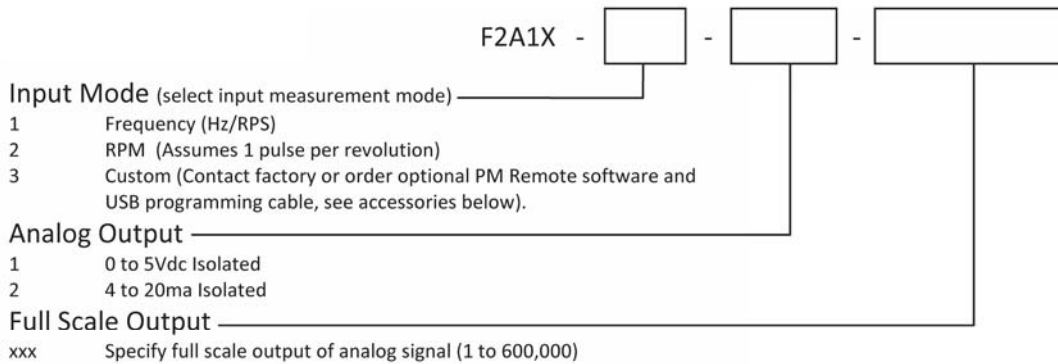 F2A1X - - -
Input Mode (select input measurement mode)
1 Frequency (Hz/RPS)
2 RPM (Assumes 1 pulse per revolution)
3 Custom (Contact factory or order optional PM Remote software and
USB programming cable, see accessories below).
Analog Output
1 0 to 5Vdc Isolated
2 4 to 20ma Isolated
Full Scale Output
xxx Specify full scale output of analog signal (1 to 600,000)